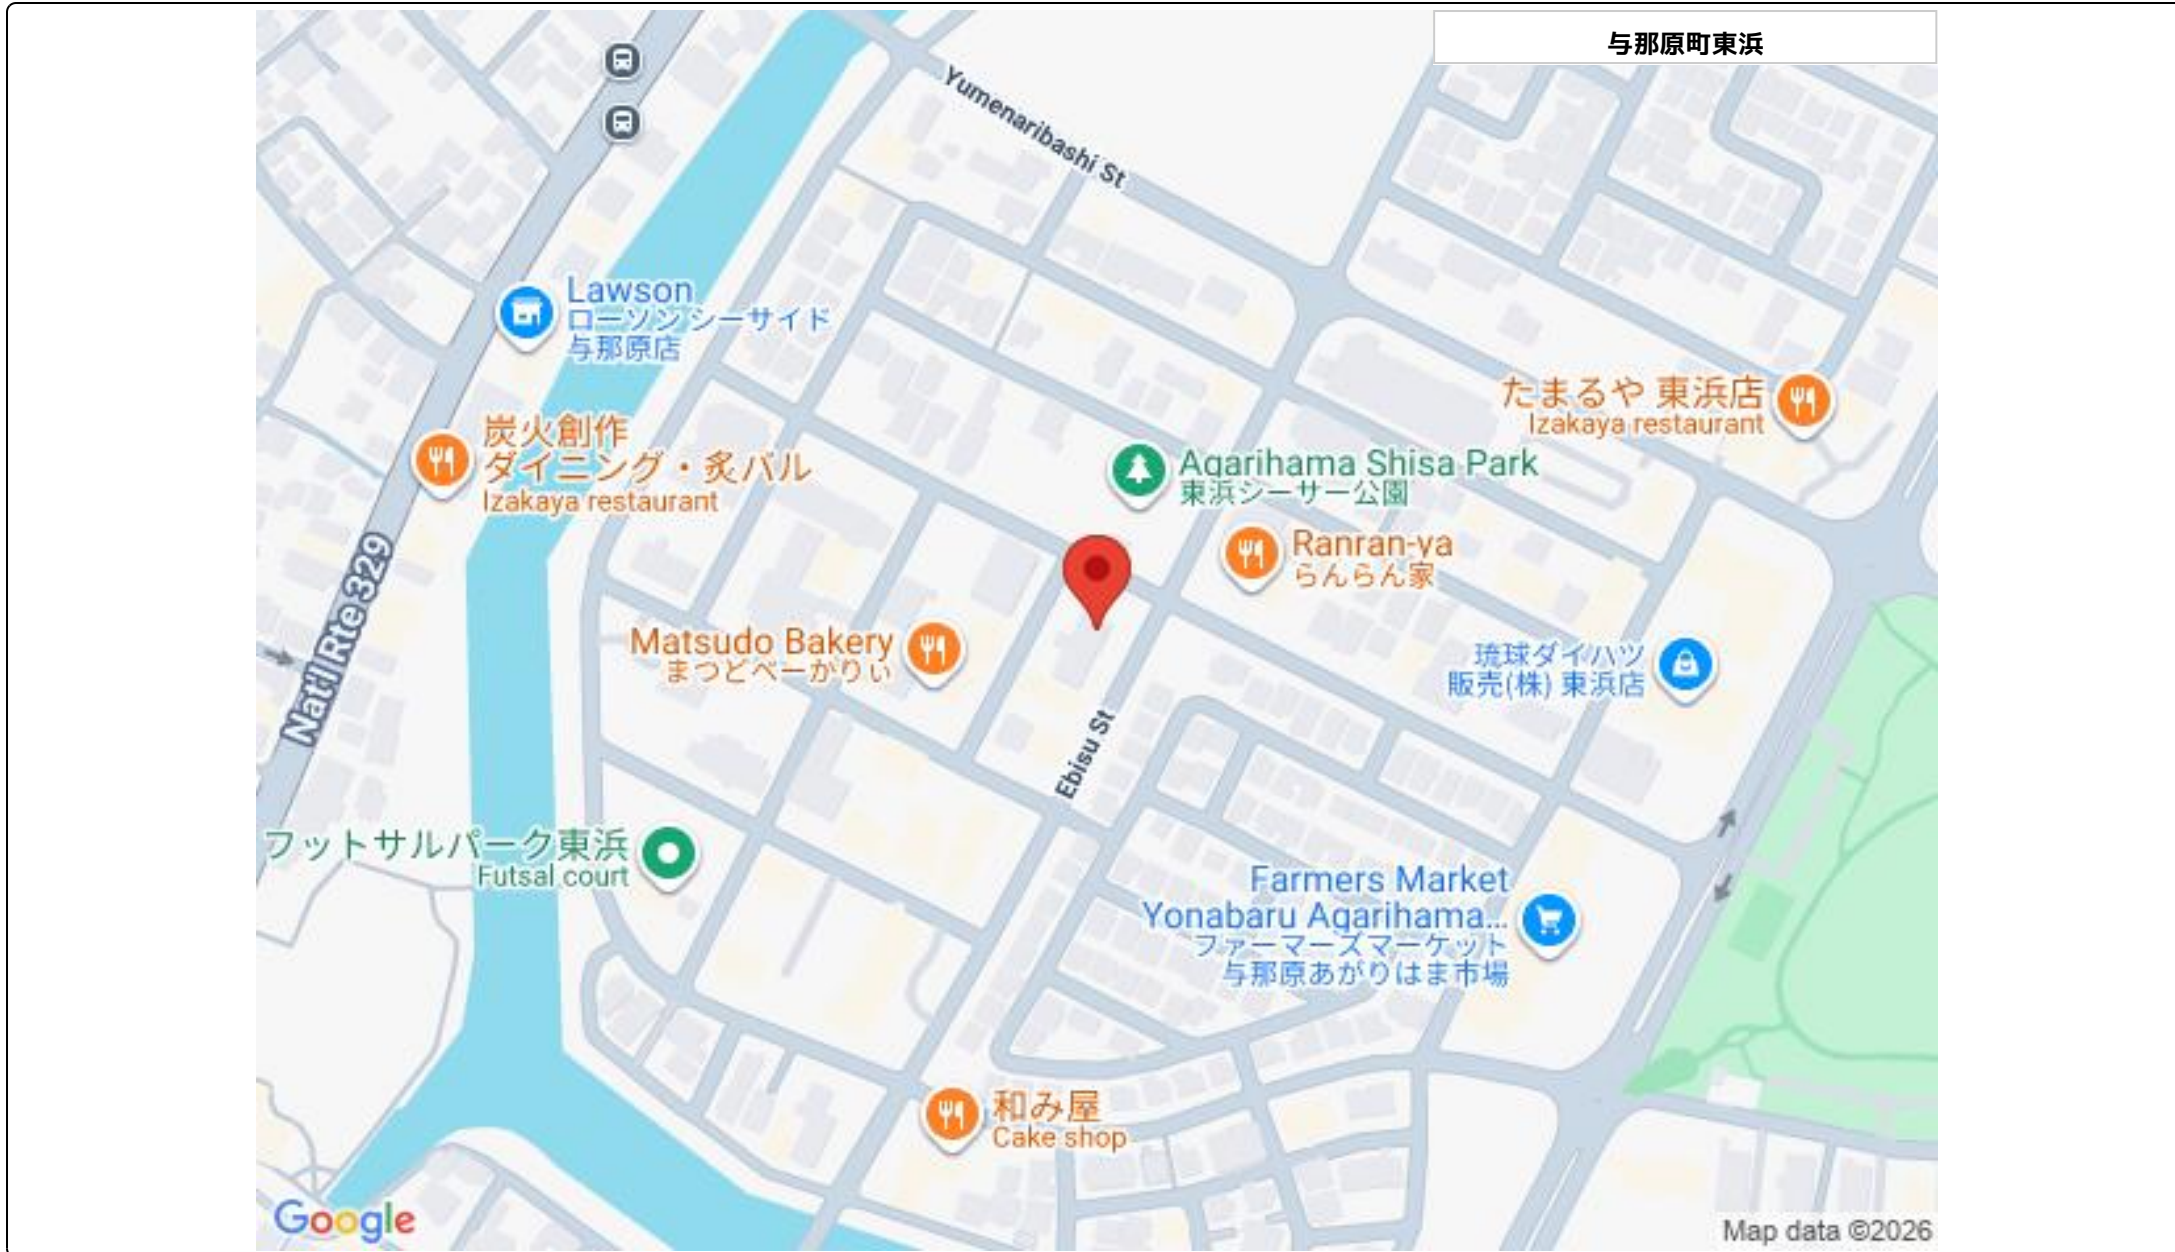 与那原町東浜
Yumenaribashi St
Lawson
ローソン シーサイド
与那原店
炭火創作
ダイニング・炙バル
Izakaya restaurant
たまるや 東浜店
Izakaya restaurant
Agarihama Shisa Park
東浜シーサー公園
Ranran-ya
らんらん家
Nat'l Rte 329
Matsudo Bakery
まつどべーかりぃ
琉球ダイハツ
販売(株) 東浜店
Ebisu St
フットサルパーク東浜
Futsal court
Farmers Market
Yonabaru Agarihama...
ファーマーズマーケット
与那原あがりはま市場
和み屋
Cake shop
Google
Map data ©2026